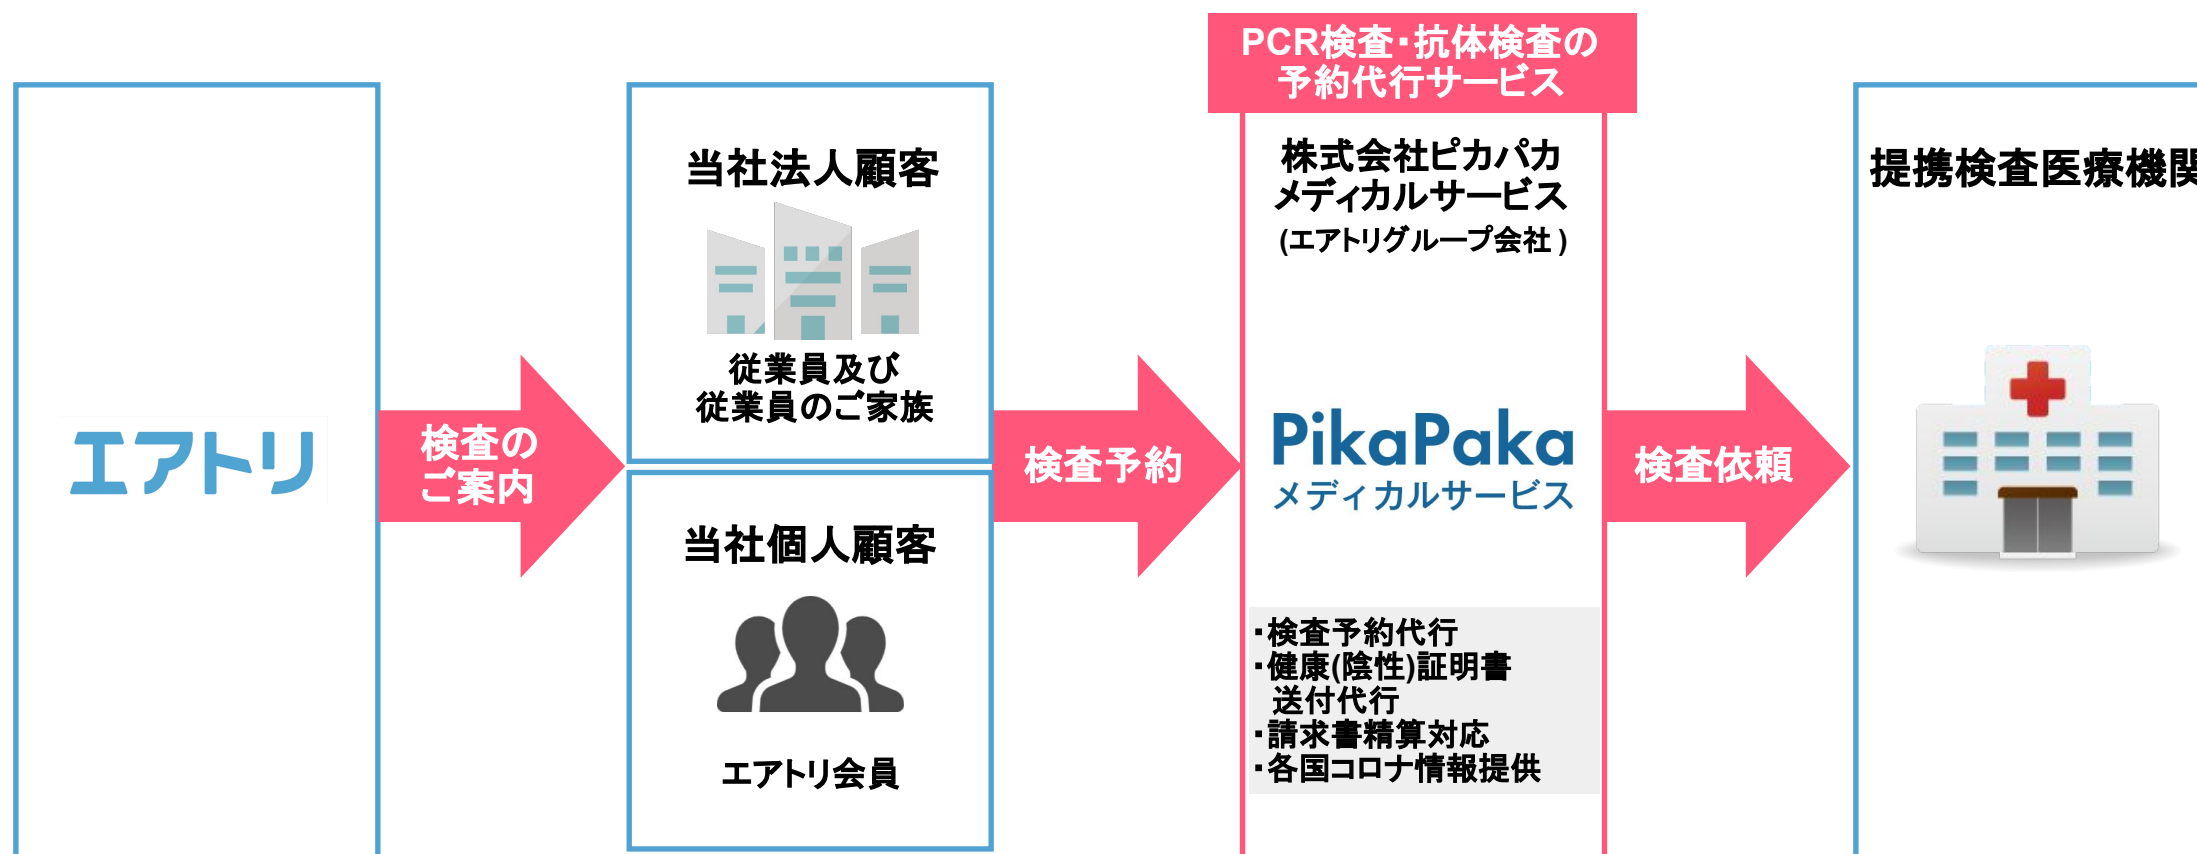 エアトリ
検査の
ご案内
当社法人顧客
従業員及び
従業員のご家族
当社個人顧客
エアトリ会員
検査予約
PCR検査・抗体検査の
予約代行サービス
株式会社ピカパカ
メディカルサービス
(エアトリグループ会社)
PikaPaka
メディカルサービス
・検査予約代行
・健康(陰性)証明書
送付代行
・請求書精算対応
・各国コロナ情報提供
検査依頼
提携検査医療機関